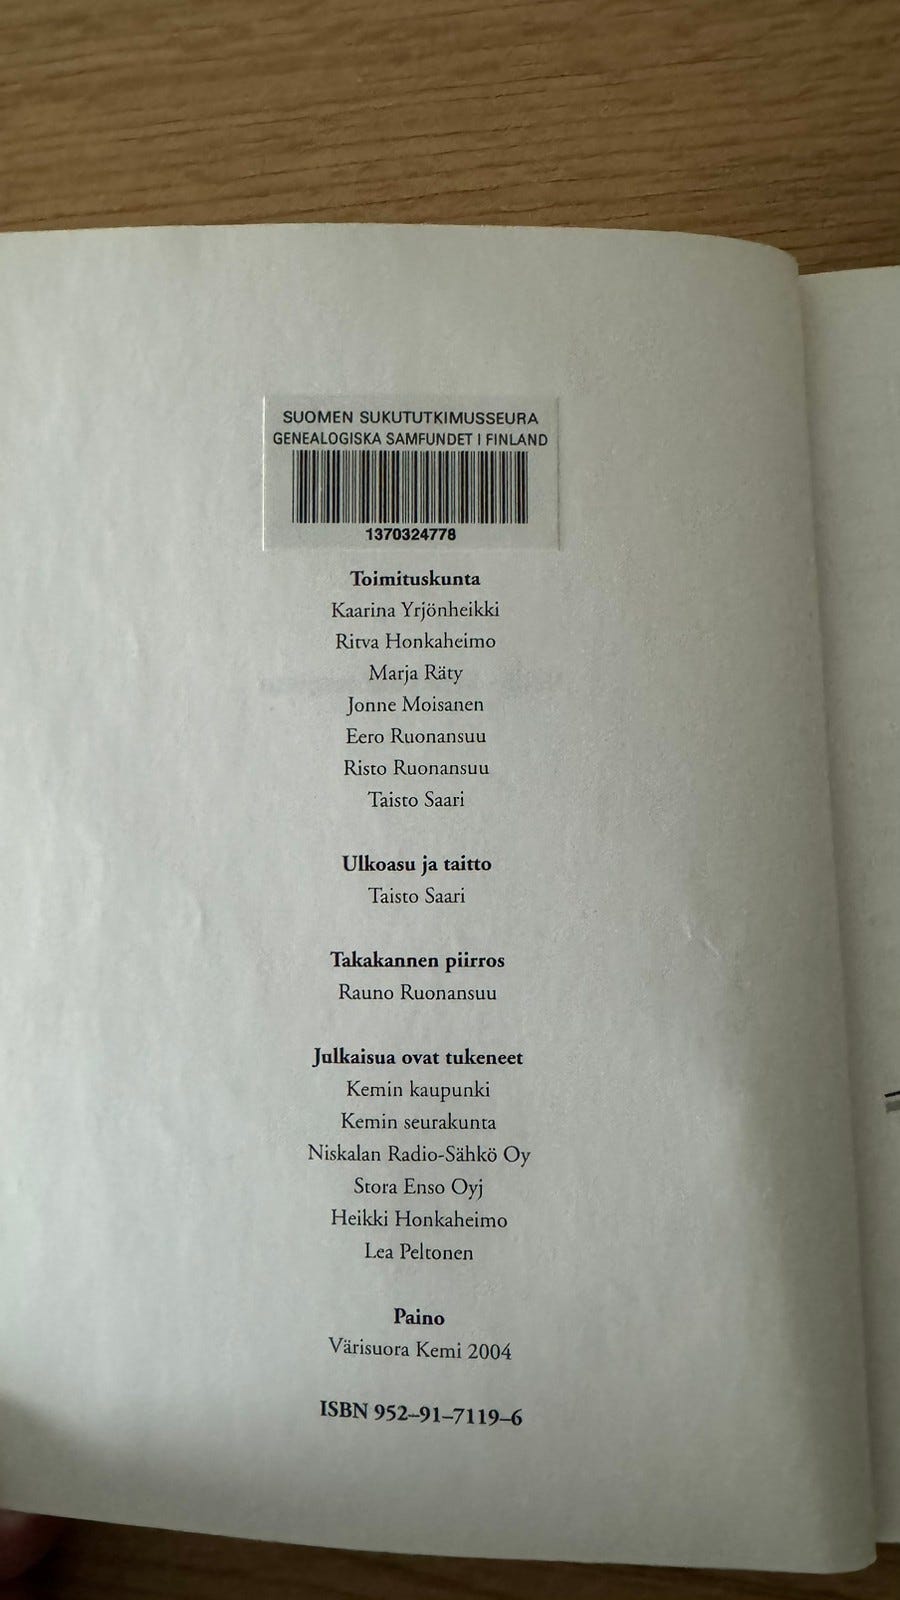 SUOMEN SUKUTUTKIMUSSEURA
GENEALOGISKA SAMFUNDET I FINLAND
1370324778
Toimituskunta
Kaarina Yrjönheikki
Ritva Honkaheimo
Marja Räty
Jonne Moisanen
Eero Ruonansuu
Risto Ruonansuu
Taisto Saari
Ulkoasu ja taitto
Taisto Saari
Takakannen piirros
Rauno Ruonansuu
Julkaisua ovat tukeneet
Kemin kaupunki
Kemin seurakunta
Niskalan Radio-Sähkö Oy
Stora Enso Oyj
Heikki Honkaheimo
Lea Peltonen
Paino
Värisuora Kemi 2004
ISBN 952–91–7119–6